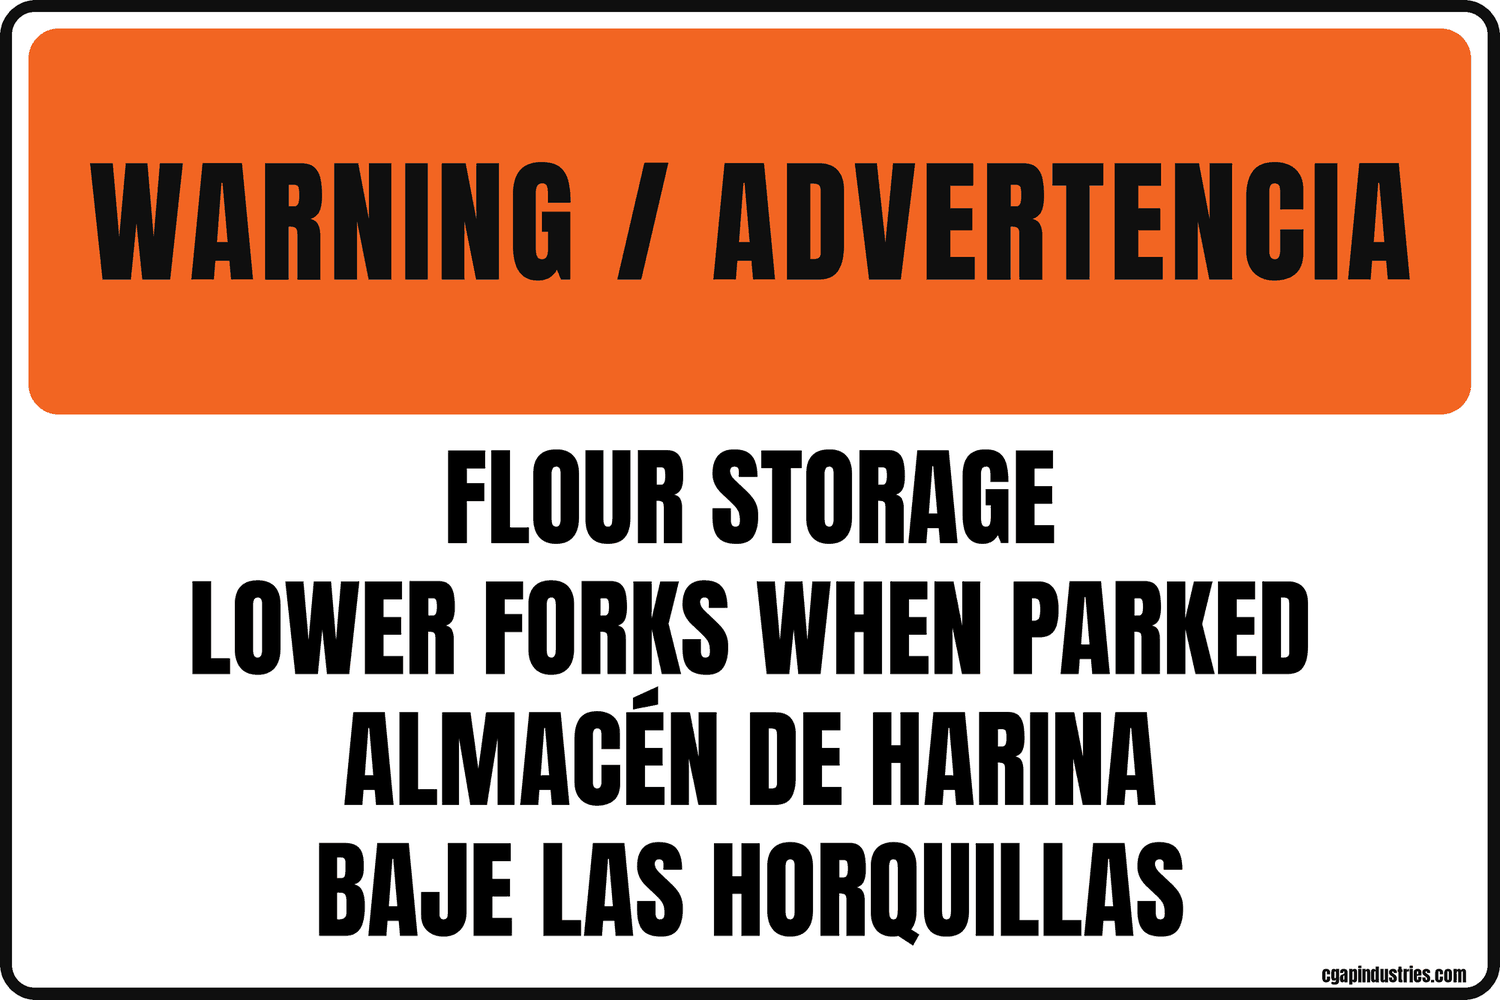 WARNING / ADVERTENCIA
FLOUR STORAGE
LOWER FORKS WHEN PARKED
ALMACÉN DE HARINA
BAJE LAS HORQUILLAS
cgapindustries.com